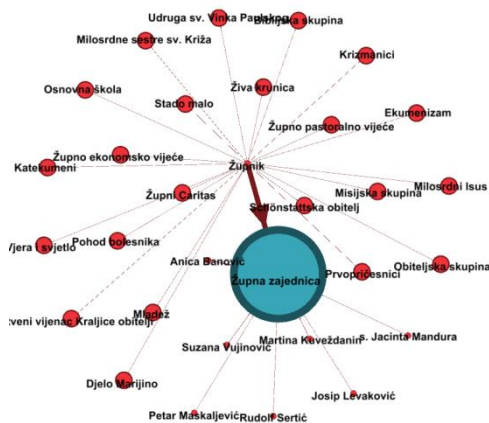 Udruga sv. Vinka Paulskog
Biblijska skupina
Milosrdne sestre sv. Križa
Krizmanici
Osnovna škola
Živa krunica
Stado malo
Ekumenizam
Župno pastoralno vijeće
Župno ekonomsko vijeće
Župnik
Katekumeni
Milosrdni Isus
Misijska skupina
Župni Caritas
Schönstattska obitelj
Vjera i svjetlo
Pohod bolesnika
Anica Banović
Obiteljska skupina
Prvopričesnici
Župna zajednica
Mladež
tveni vijenac Kraljice obitelji
s. Jacinta Mandura
Martina Keveždanin
Suzana Vujinović
Djelo Marijino
Josip Levaković
Petar Maskaljević
Rudolf Sertić